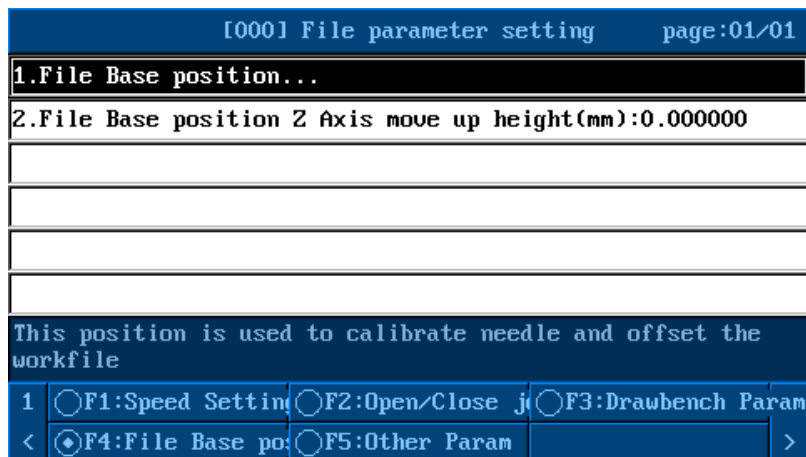 [000] File parameter setting page:01/01
1.File Base position...
2.File Base position Z Axis move up height(mm):0.000000
This position is used to calibrate needle and offset the
workfile
1 F1:Speed Settin F2:Open/Close j F3:Drawbench Param
< F4:File Base po F5:Other Param >